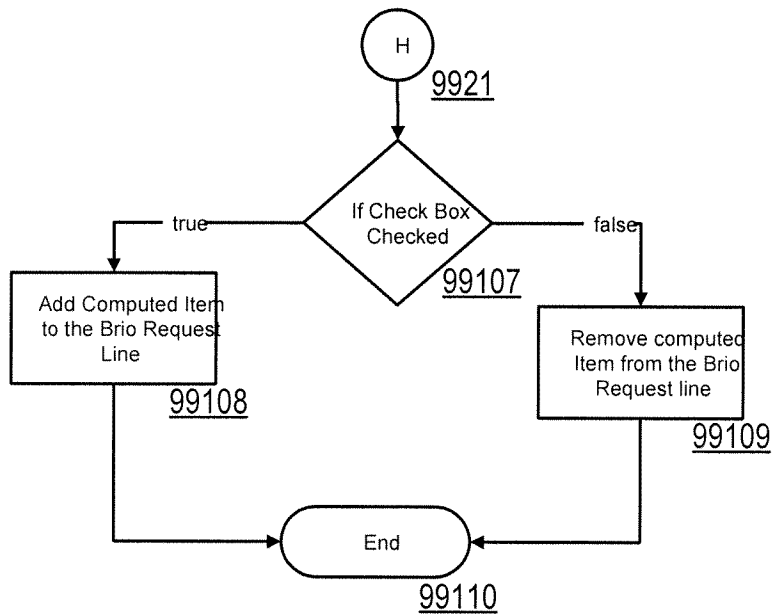 H
9921
If Check Box
Checked
99107
true
false
Add Computed Item
to the Brio Request
Line
99108
Remove computed
Item from the Brio
Request line
99109
End
99110